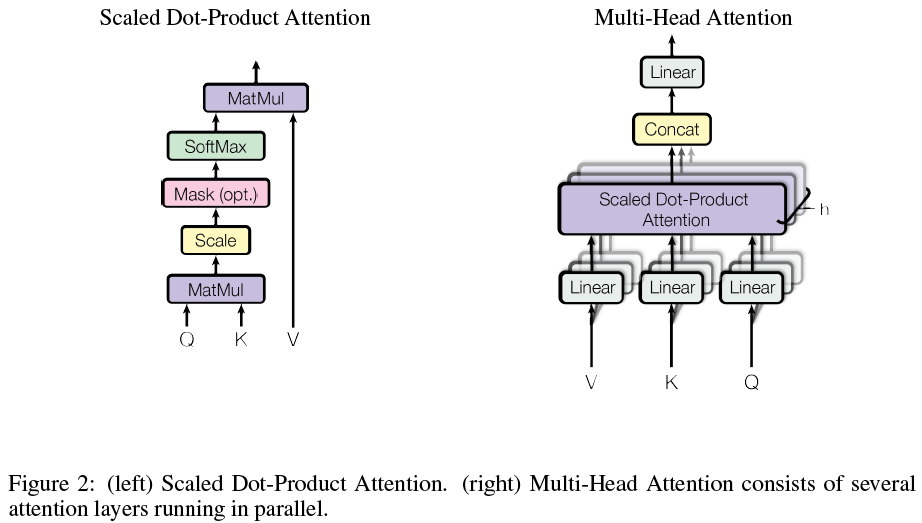 Scaled Dot-Product Attention
MatMul
SoftMax
Mask (opt.)
Scale
MatMul
Q K V
Multi-Head Attention
Linear
Concat
Scaled Dot-Product
Attention
h
Linear Linear Linear
V K Q
Figure 2: (left) Scaled Dot-Product Attention. (right) Multi-Head Attention consists of several
attention layers running in parallel.